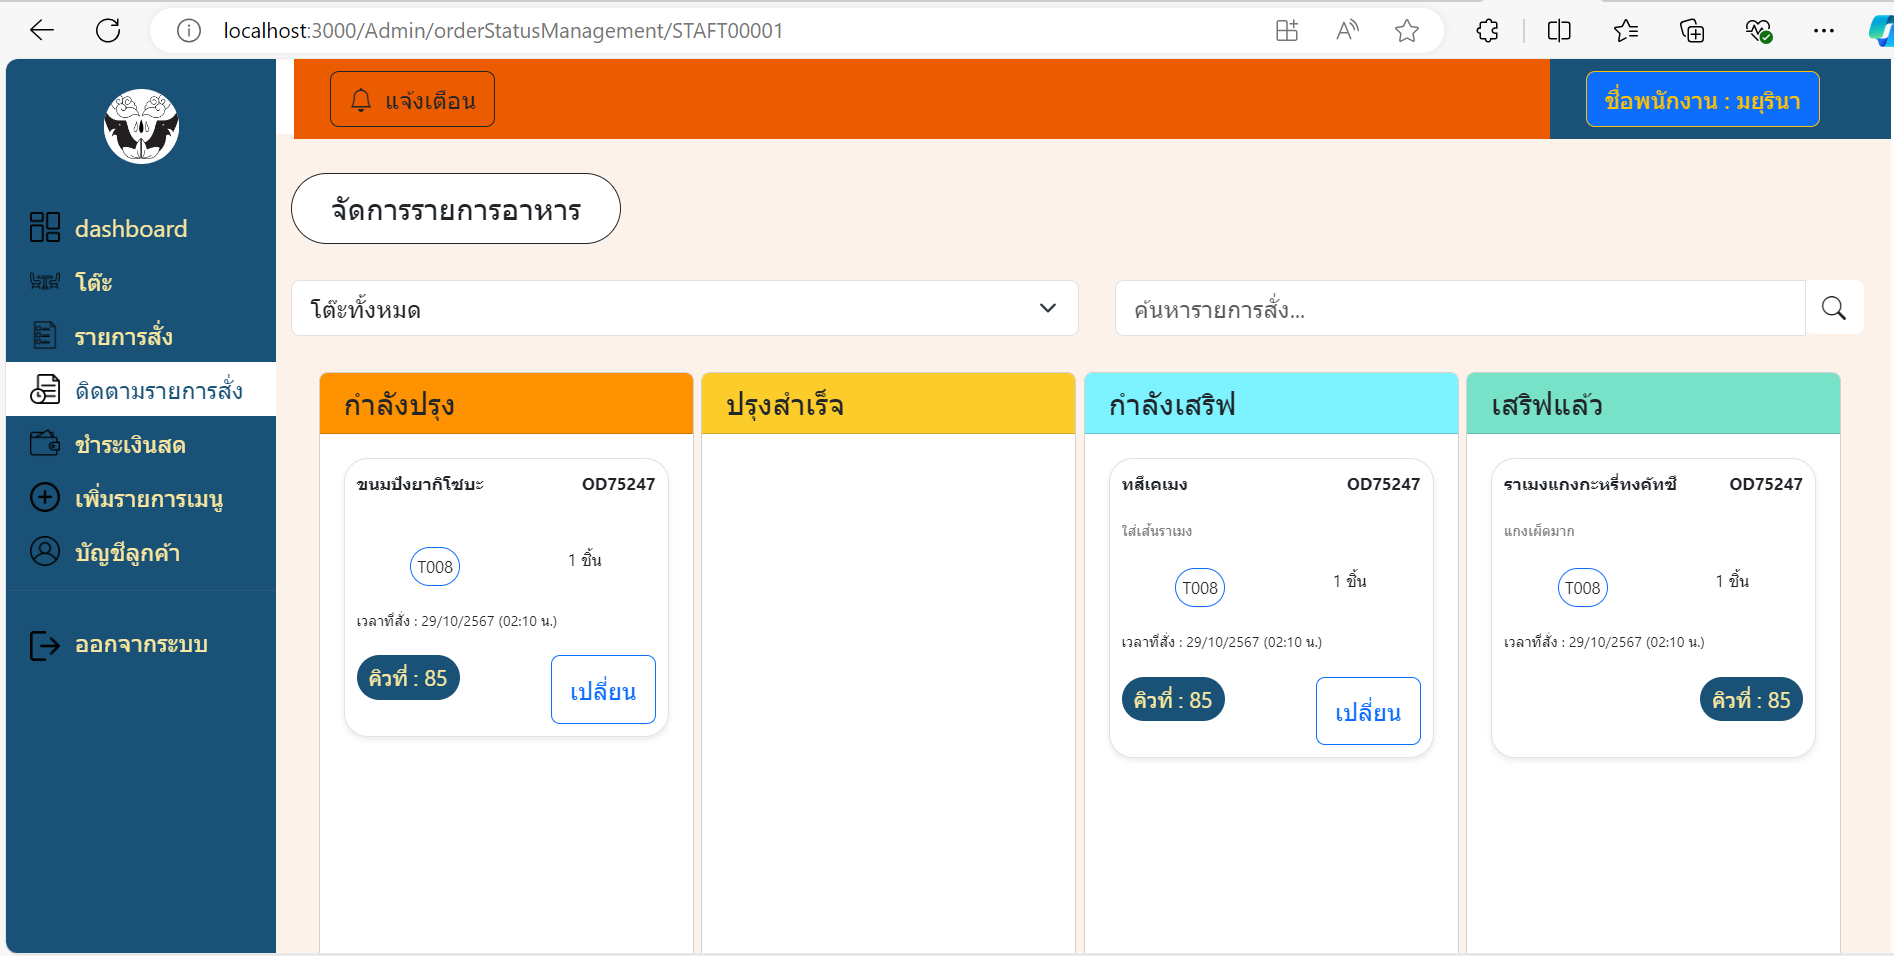 localhost:3000/Admin/orderStatusManagement/STAFT00001
แจ้งเตือน
ชื่อพนักงาน : มยุรินา
dashboard
โต๊ะ
รายการสั่ง
ติดตามรายการสั่ง
ชำระเงินสด
เพิ่มรายการเมนู
บัญชีลูกค้า
ออกจากระบบ
จัดการรายการอาหาร
โต๊ะทั้งหมด
ค้นหารายการสั่ง...
กำลังปรุง
ขนมปังยากิโซบะ OD75247
T008 1 ชิ้น
เวลาที่สั่ง : 29/10/2567 (02:10 น.)
คิวที่ : 85 เปลี่ยน
ปรุงสำเร็จ
กำลังเสริฟ
ทสึเคเมง OD75247
ใส่เส้นราเมง
T008 1 ชิ้น
เวลาที่สั่ง : 29/10/2567 (02:10 น.)
คิวที่ : 85 เปลี่ยน
เสริฟแล้ว
ราเมงแกงกะหรี่ทงคัทซึ OD75247
แกงเผ็ดมาก
T008 1 ชิ้น
เวลาที่สั่ง : 29/10/2567 (02:10 น.)
คิวที่ : 85